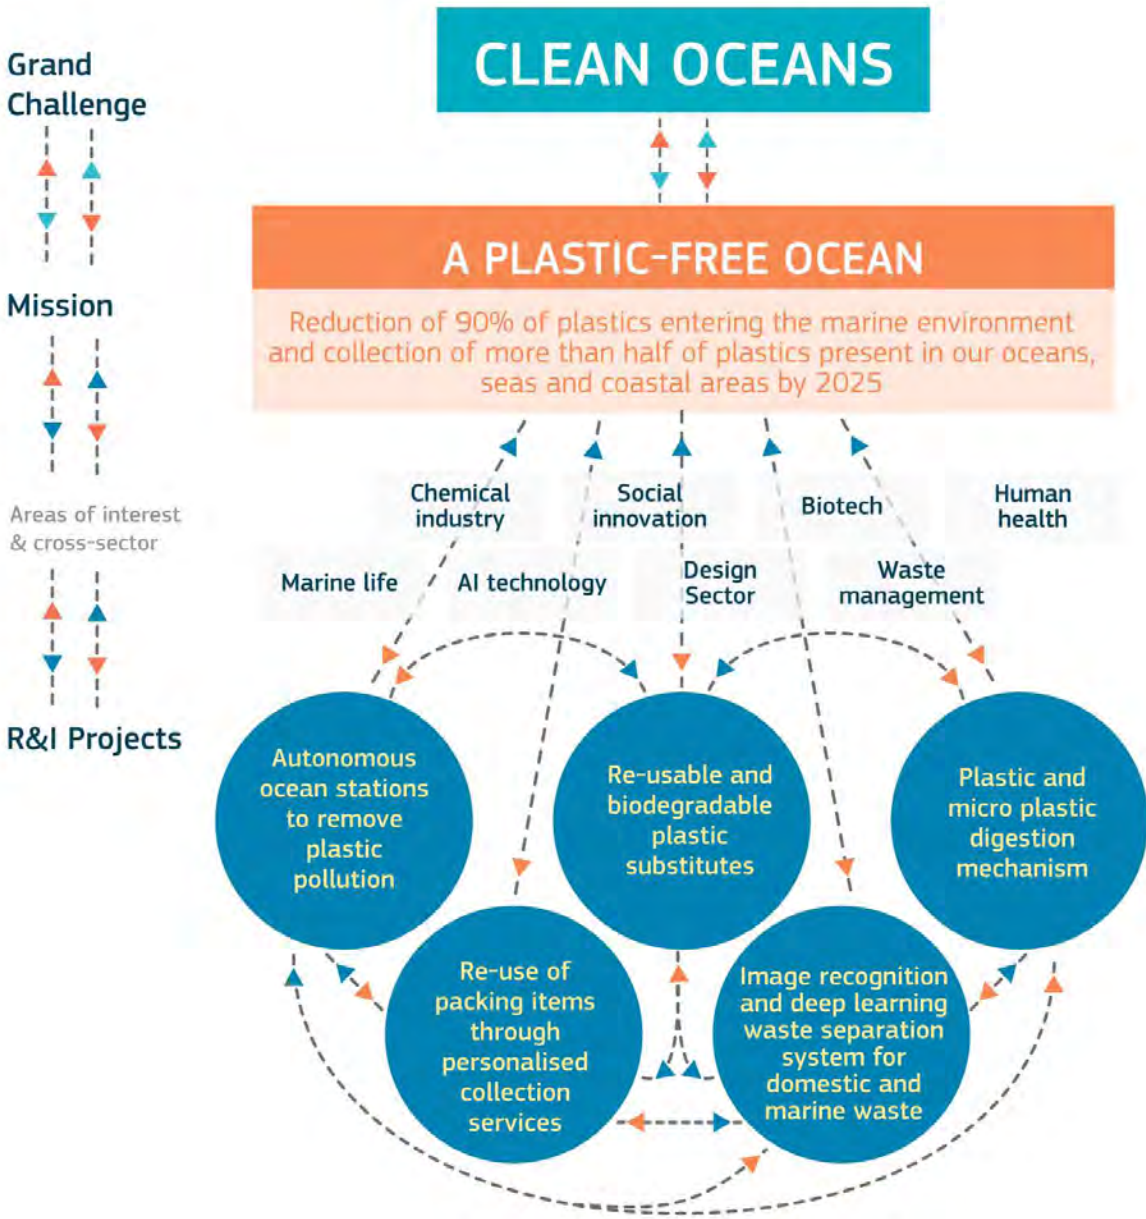 Grand
Challenge
CLEAN OCEANS
A PLASTIC-FREE OCEAN
Mission
Reduction of 90% of plastics entering the marine environment
and collection of more than half of plastics present in our oceans,
seas and coastal areas by 2025
Areas of interest
& cross-sector
Chemical
industry
Social
innovation
Biotech
Human
health
Marine life
AI technology
Design
Sector
Waste
management
R&I Projects
Autonomous
ocean stations
to remove
plastic
pollution
Re-usable and
biodegradable
plastic
substitutes
Plastic and
micro plastic
digestion
mechanism
Re-use of
packing items
through
personalised
collection
services
Image recognition
and deep learning
waste separation
system for
domestic and
marine waste